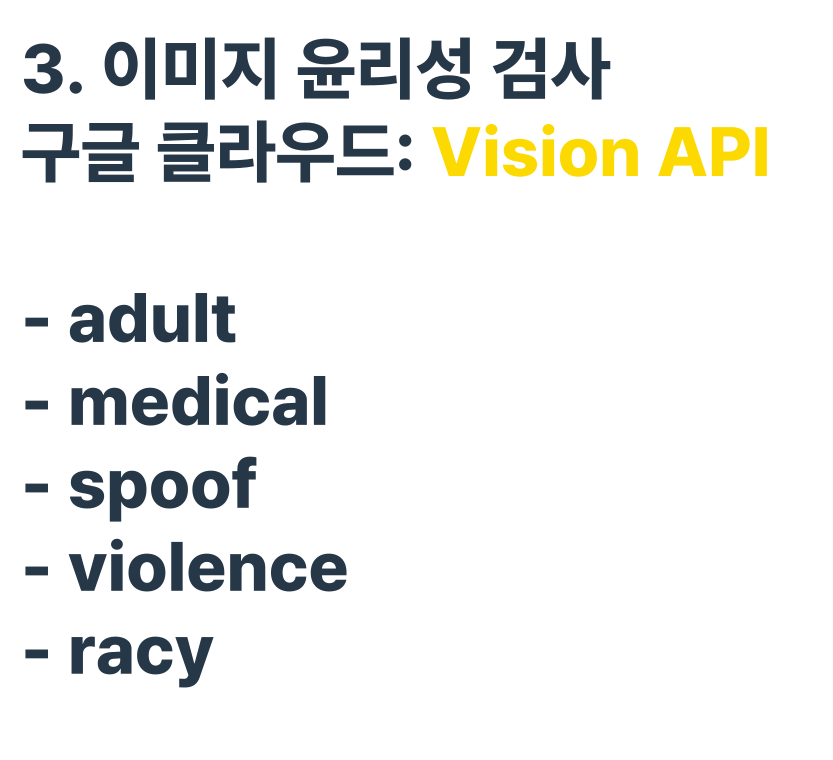 3. 이미지 윤리성 검사
구글 클라우드: Vision API
- adult
- medical
- spoof
- violence
- racy